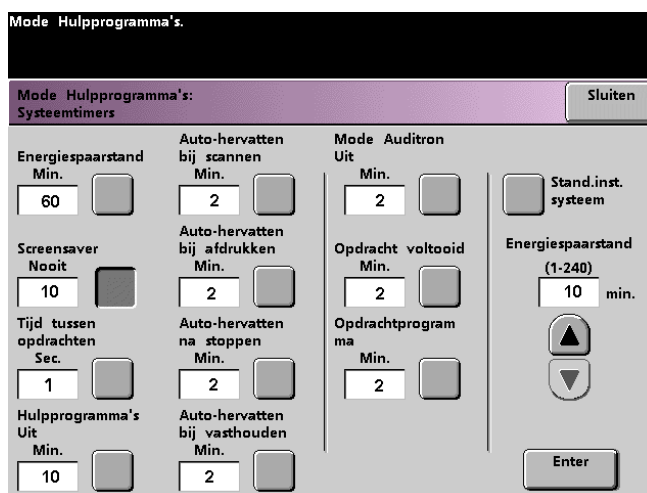 Mode Hulpprogramma's.
Mode Hulpprogramma's:
Systeemtimers
Sluiten
Energiespaarstand
Min.
60
Screensaver
Nooit
10
Tijd tussen
opdrachten
Sec.
1
Hulpprogramma's
Uit
Min.
10
Auto-hervatten
bij scannen
Min.
2
Auto-hervatten
bij afdrukken
Min.
2
Auto-hervatten
na stoppen
Min.
2
Auto-hervatten
bij vasthouden
Min.
2
Mode Auditron
Uit
Min.
2
Opdracht voltooid
Min.
2
Opdrachtprogram
ma
Min.
2
Stand.inst.
systeem
Energiespaarstand
(1-240)
10 min.
Enter